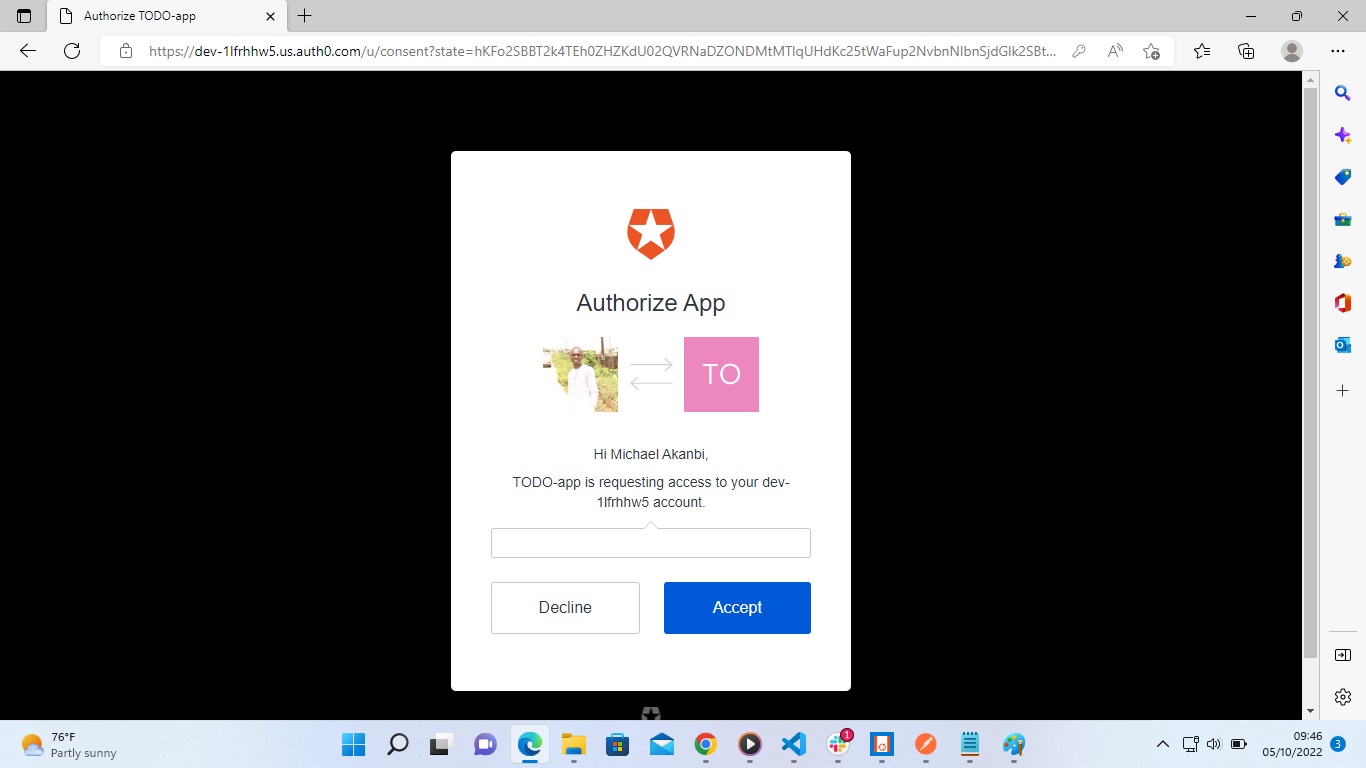 Authorize TODO-app
https://dev-1lfrhhw5.us.auth0.com/u/consent?state=hKFo2SBBT2k4TEh0ZHZKdU02QVRNaDZONDMtMTlqUHdKc25tWaFup2NvbnNlbnSjdGlk2SBt...
Authorize App
TO
Hi Michael Akanbi,
TODO-app is requesting access to your dev-
1lfrhhw5 account.
Decline
Accept
76°F
Partly sunny
1
09:46
05/10/2022
3